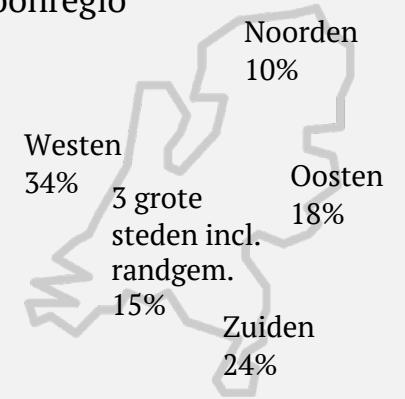 Noorden
10%
Westen
34%
3 grote
steden incl.
randgem.
15%
Oosten
18%
Zuiden
24%